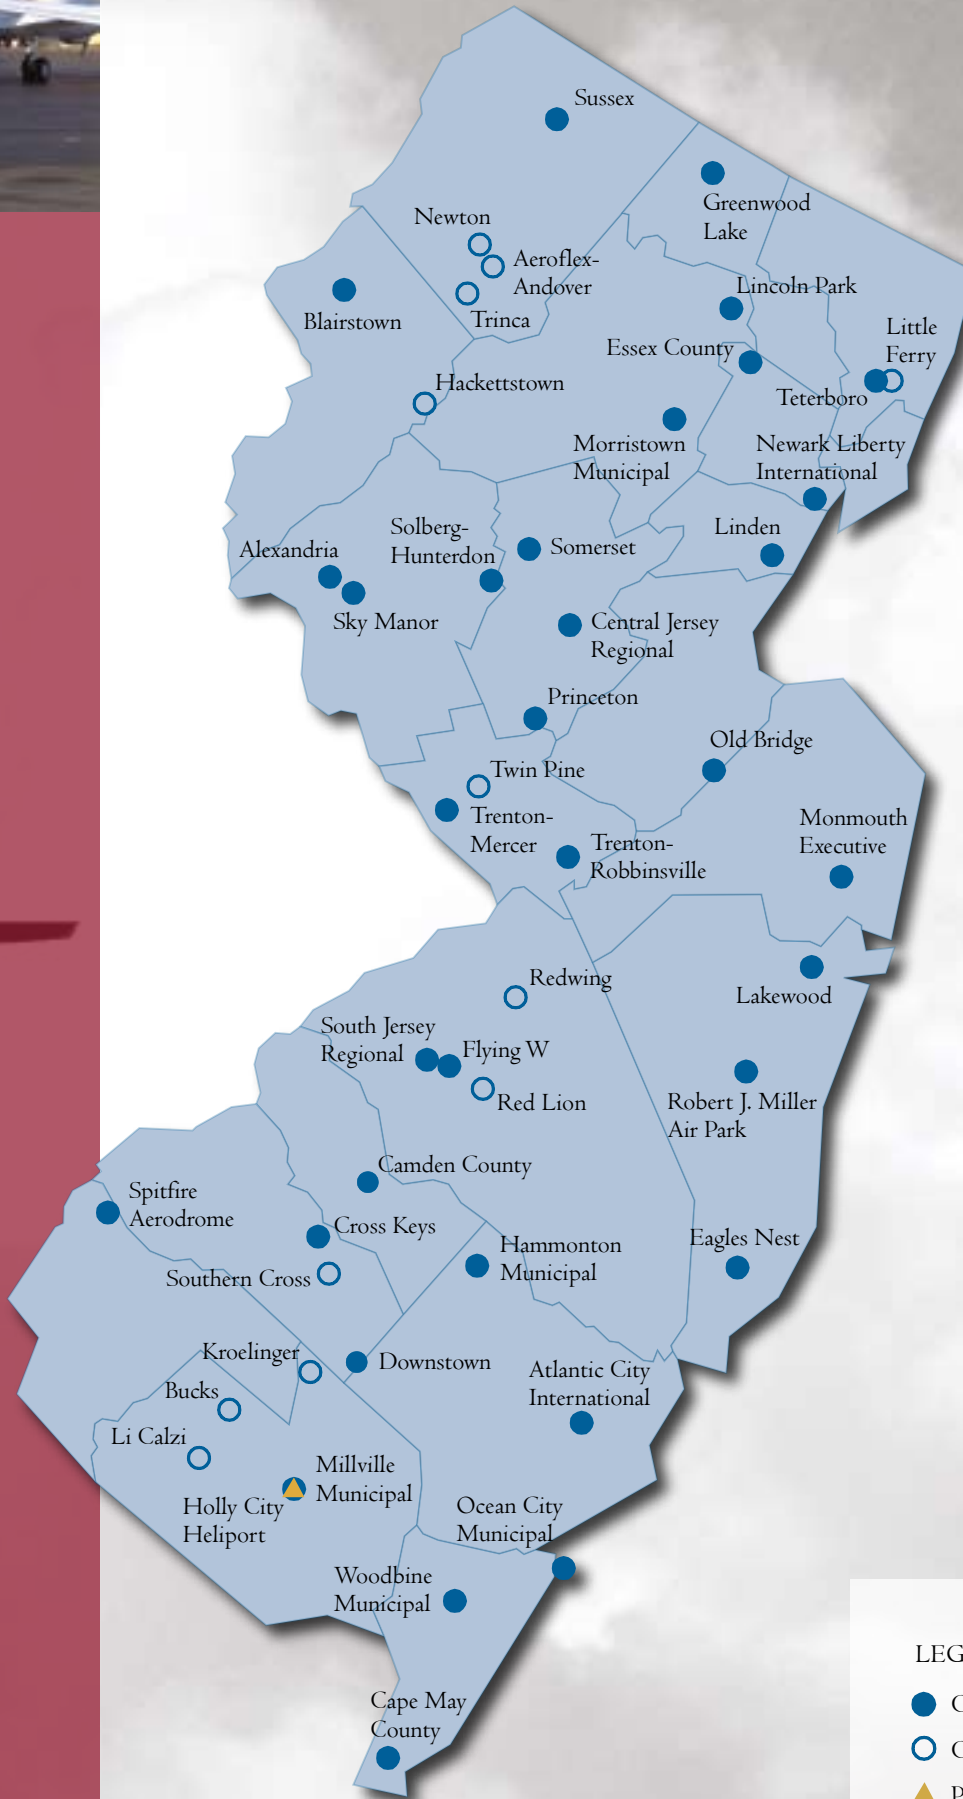 Sussex
Greenwood
Lake
Newton
Aeroflex-
Andover
Trinca
Blairstown
Lincoln Park
Little
Ferry
Essex County
Teterboro
Hackettstown
Morristown
Municipal
Newark Liberty
International
Solberg-
Hunterdon
Somerset
Linden
Alexandria
Sky Manor
Central Jersey
Regional
Princeton
Old Bridge
Twin Pine
Trenton-
Mercer
Trenton-
Robbinsville
Monmouth
Executive
Redwing
Lakewood
South Jersey
Regional
Flying W
Red Lion
Robert J. Miller
Air Park
Camden County
Spitfire
Aerodrome
Cross Keys
Hammonton
Municipal
Eagles Nest
Southern Cross
Kroelinger
Downstown
Atlantic City
International
Bucks
Li Calzi
Millville
Municipal
Holly City
Heliport
Ocean City
Municipal
Woodbine
Municipal
Cape May
County
LEG